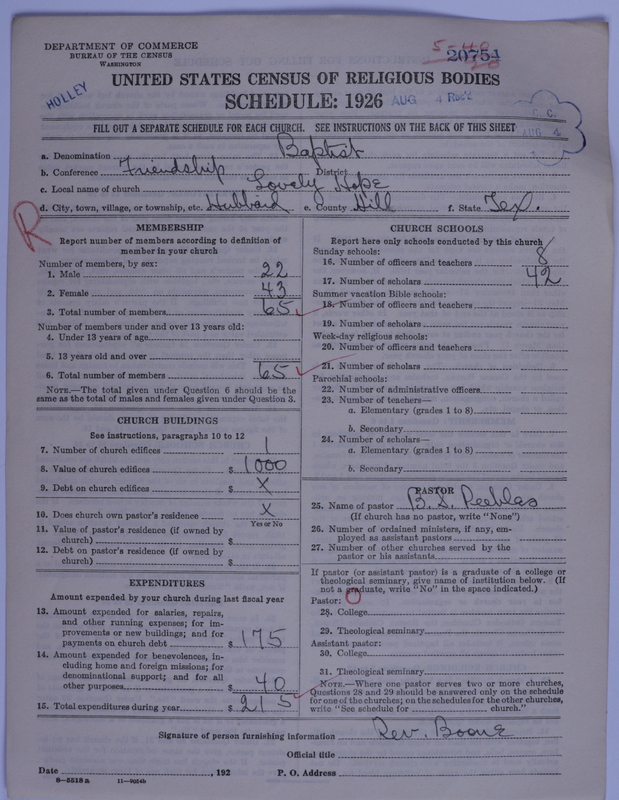 DEPARTMENT OF COMMERCE
BUREAU OF THE CENSUS
WASHINGTON
HOLLEY
20751
UNITED STATES CENSUS OF RELIGIOUS BODIES
SCHEDULE: 1926
AUG 4
C. C.
AUG 4
FILL OUT A SEPARATE SCHEDULE FOR EACH CHURCH. SEE INSTRUCTIONS ON THE BACK OF THIS SHEET
a. Denomination Baptist
b. Conference Friendship District
c. Local name of church Lovely Hope
d. City, town, village, or township, etc. Hubbard e. County Hill f. State Tex.
R
MEMBERSHIP
Report number of members according to definition of
member in your church
Number of members, by sex:
1. Male 22
2. Female 43
3. Total number of members 65
Number of members under and over 13 years old:
4. Under 13 years of age
5. 13 years old and over
6. Total number of members 65
NOTE.—The total given under Question 6 should be the
same as the total of males and females given under Question 3.
CHURCH BUILDINGS
See instructions, paragraphs 10 to 12
7. Number of church edifices 1
8. Value of church edifices $ 1000
9. Debt on church edifices $ X
10. Does church own pastor's residence X
Yes or No
11. Value of pastor's residence (if owned by
church) $
12. Debt on pastor's residence (if owned by
church) $
EXPENDITURES
Amount expended by your church during last fiscal year
13. Amount expended for salaries, repairs,
and other running expenses; for im-
provements or new buildings; and for
payments on church debt $ 175
14. Amount expended for benevolences, in-
cluding home and foreign missions; for
denominational support; and for all
other purposes $ 40
15. Total expenditures during year $ 215
CHURCH SCHOOLS
Report here only schools conducted by this church
Sunday schools:
16. Number of officers and teachers 8
17. Number of scholars 42
Summer vacation Bible schools:
18. Number of officers and teachers
19. Number of scholars
Week-day religious schools:
20. Number of officers and teachers
21. Number of scholars
Parochial schools:
22. Number of administrative officers
23. Number of teachers—
a. Elementary (grades 1 to 8)
b. Secondary
24. Number of scholars—
a. Elementary (grades 1 to 8)
b. Secondary
PASTOR
25. Name of pastor B. S. Peebles
(If church has no pastor, write "None")
26. Number of ordained ministers, if any, em-
ployed as assistant pastors
27. Number of other churches served by the
pastor or his assistants
If pastor (or assistant pastor) is a graduate of a college or
theological seminary, give name of institution below. (If
not a graduate, write "No" in the space indicated.)
Pastor: O
28. College
29. Theological seminary
Assistant pastor:
30. College
31. Theological seminary
NOTE.—Where one pastor serves two or more churches,
Questions 28 and 29 should be answered only on the schedule
for one of the churches; on the schedules for the other churches,
write "See schedule for church."
Signature of person furnishing information Rev. Boone
Official title
Date , 192 P. O. Address
8—5518a 11—9054b